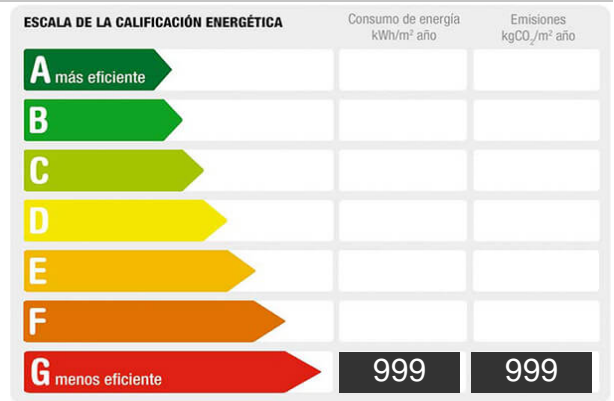 ESCALA DE LA CALIFICACIÓN ENERGÉTICA
Consumo de energía
kWh/m² año
Emisiones
kgCO₂/m² año
A más eficiente
B
C
D
E
F
G menos eficiente
999
999